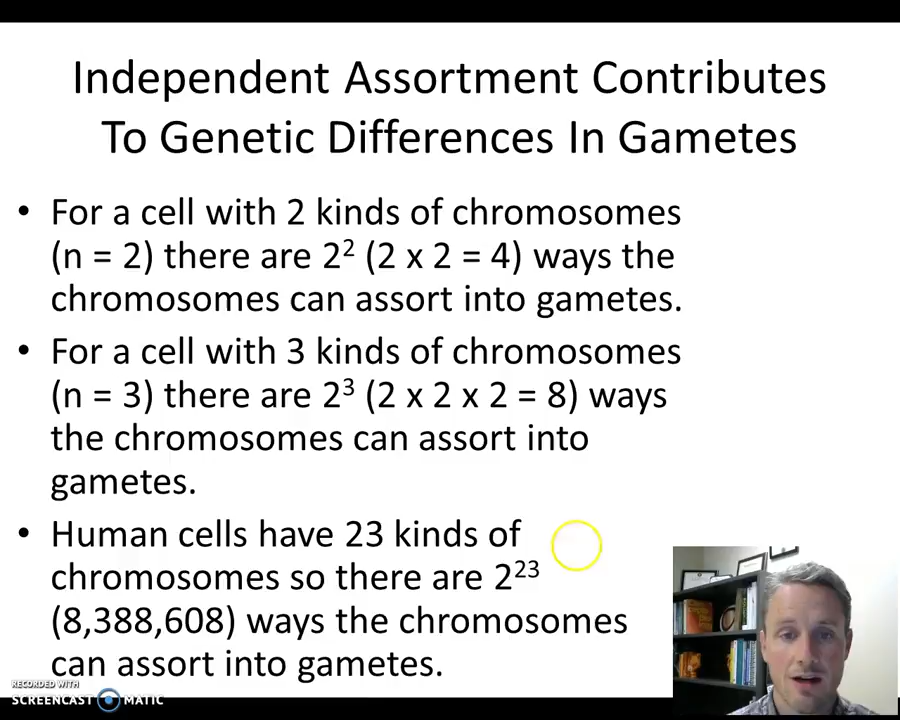 Independent Assortment Contributes
To Genetic Differences In Gametes
• For a cell with 2 kinds of chromosomes
(n = 2) there are 2² (2 x 2 = 4) ways the
chromosomes can assort into gametes.
• For a cell with 3 kinds of chromosomes
(n = 3) there are 2³ (2 x 2 x 2 = 8) ways
the chromosomes can assort into
gametes.
• Human cells have 23 kinds of
chromosomes so there are 2²³
(8,388,608) ways the chromosomes
can assort into gametes.
RECORDED WITH
SCREENCAST MATIC